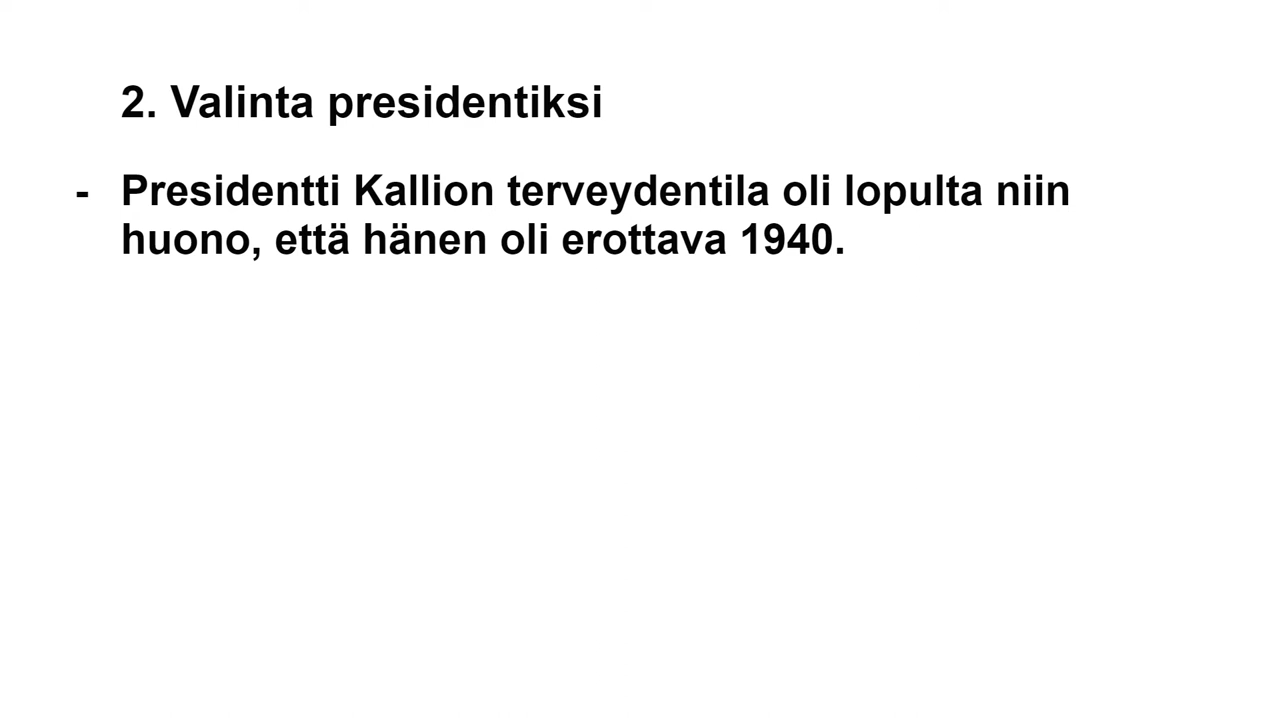 2. Valinta presidentiksi
- Presidentti Kallion terveydentila oli lopulta niin
huono, että hänen oli erottava 1940.